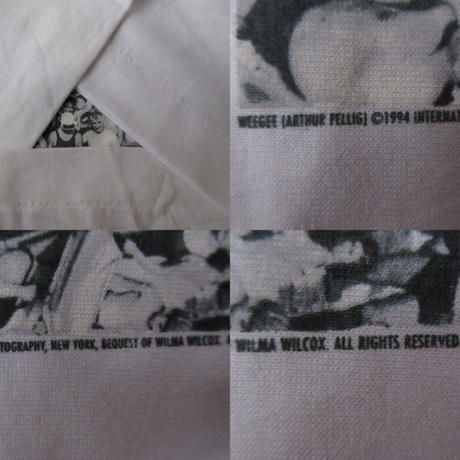 WEEGEE (ARTHUR FELLIG) ©1994 INTERNAT
TOGRAPHY, NEW YORK, BEQUEST OF WILMA WILCOX.
WILMA WILCOX. ALL RIGHTS RESERVED